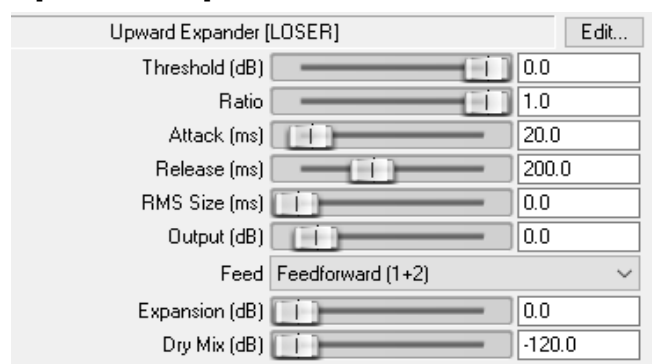 Upward Expander [LOSER] Edit...
Threshold (dB) 0.0
Ratio 1.0
Attack (ms) 20.0
Release (ms) 200.0
RMS Size (ms) 0.0
Output (dB) 0.0
Feed Feedforward (1+2)
Expansion (dB) 0.0
Dry Mix (dB) -120.0